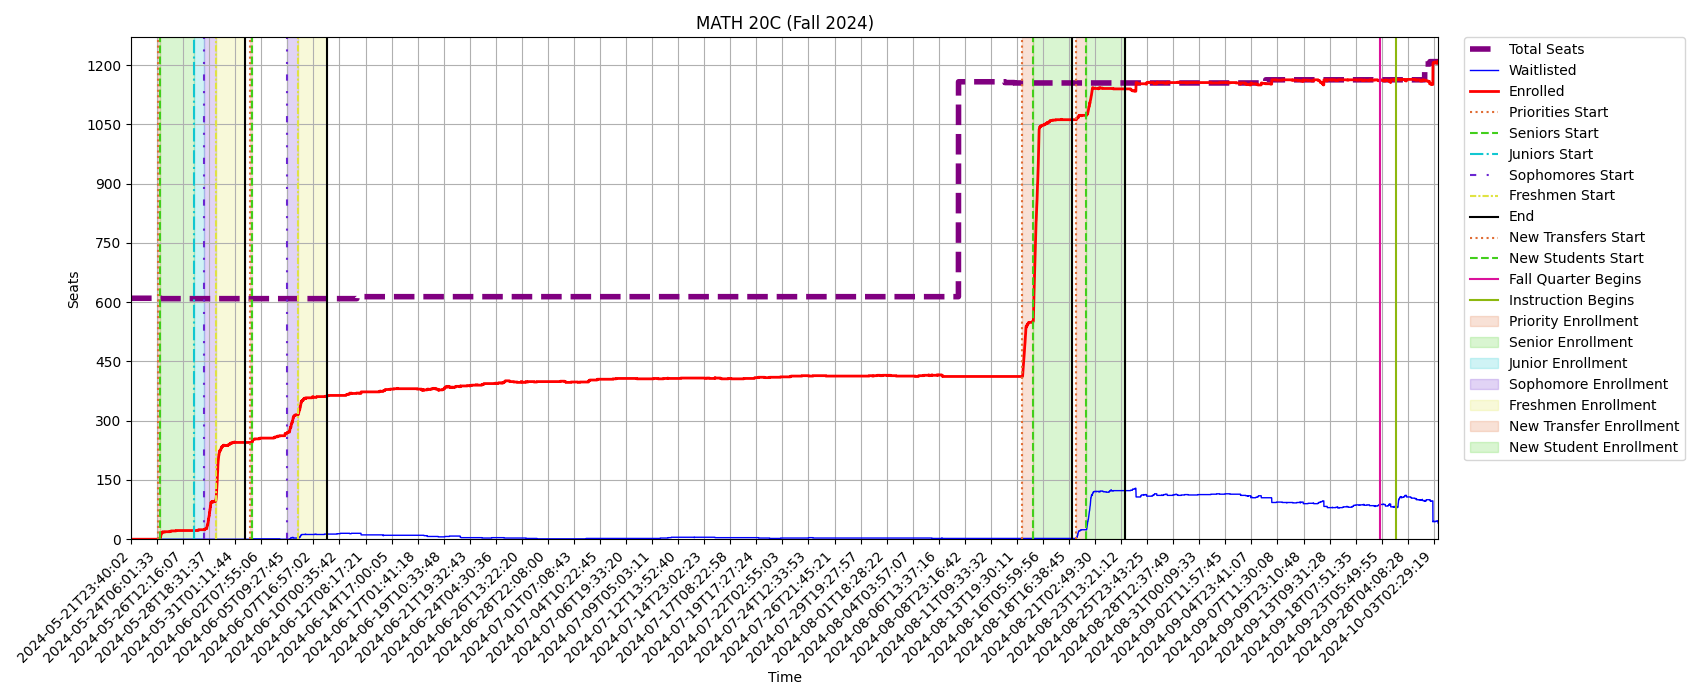 MATH 20C (Fall 2024)
Seats
1200
1050
900
750
600
450
300
150
0
2024-05-21T23:40:02
2024-05-24T06:01:33
2024-05-26T12:16:07
2024-05-28T18:31:37
2024-05-31T01:11:44
2024-06-02T07:55:06
2024-06-05T09:27:45
2024-06-07T16:57:02
2024-06-10T00:35:42
2024-06-12T08:17:21
2024-06-14T17:00:05
2024-06-17T01:41:18
2024-06-19T10:33:48
2024-06-21T19:32:43
2024-06-24T04:30:36
2024-06-26T13:22:20
2024-06-28T22:08:00
2024-07-01T07:08:43
2024-07-04T10:22:45
2024-07-06T19:33:20
2024-07-09T05:03:11
2024-07-12T13:52:40
2024-07-14T23:02:23
2024-07-17T08:22:58
2024-07-19T17:27:24
2024-07-22T02:55:03
2024-07-24T12:33:53
2024-07-26T21:45:21
2024-07-29T19:27:57
2024-08-01T18:28:22
2024-08-04T03:57:07
2024-08-06T13:37:16
2024-08-08T23:16:42
2024-08-11T09:33:32
2024-08-13T19:30:11
2024-08-16T05:59:56
2024-08-18T16:38:45
2024-08-21T02:49:30
2024-08-23T13:21:12
2024-08-25T23:43:25
2024-08-28T12:37:49
2024-08-31T00:09:33
2024-09-02T11:57:45
2024-09-04T23:41:07
2024-09-07T11:30:08
2024-09-09T23:10:48
2024-09-13T09:31:28
2024-09-18T07:51:35
2024-09-23T05:49:55
2024-09-28T04:08:28
2024-10-03T02:29:19
Time
Total Seats
Waitlisted
Enrolled
Priorities Start
Seniors Start
Juniors Start
Sophomores Start
Freshmen Start
End
New Transfers Start
New Students Start
Fall Quarter Begins
Instruction Begins
Priority Enrollment
Senior Enrollment
Junior Enrollment
Sophomore Enrollment
Freshmen Enrollment
New Transfer Enrollment
New Student Enrollment